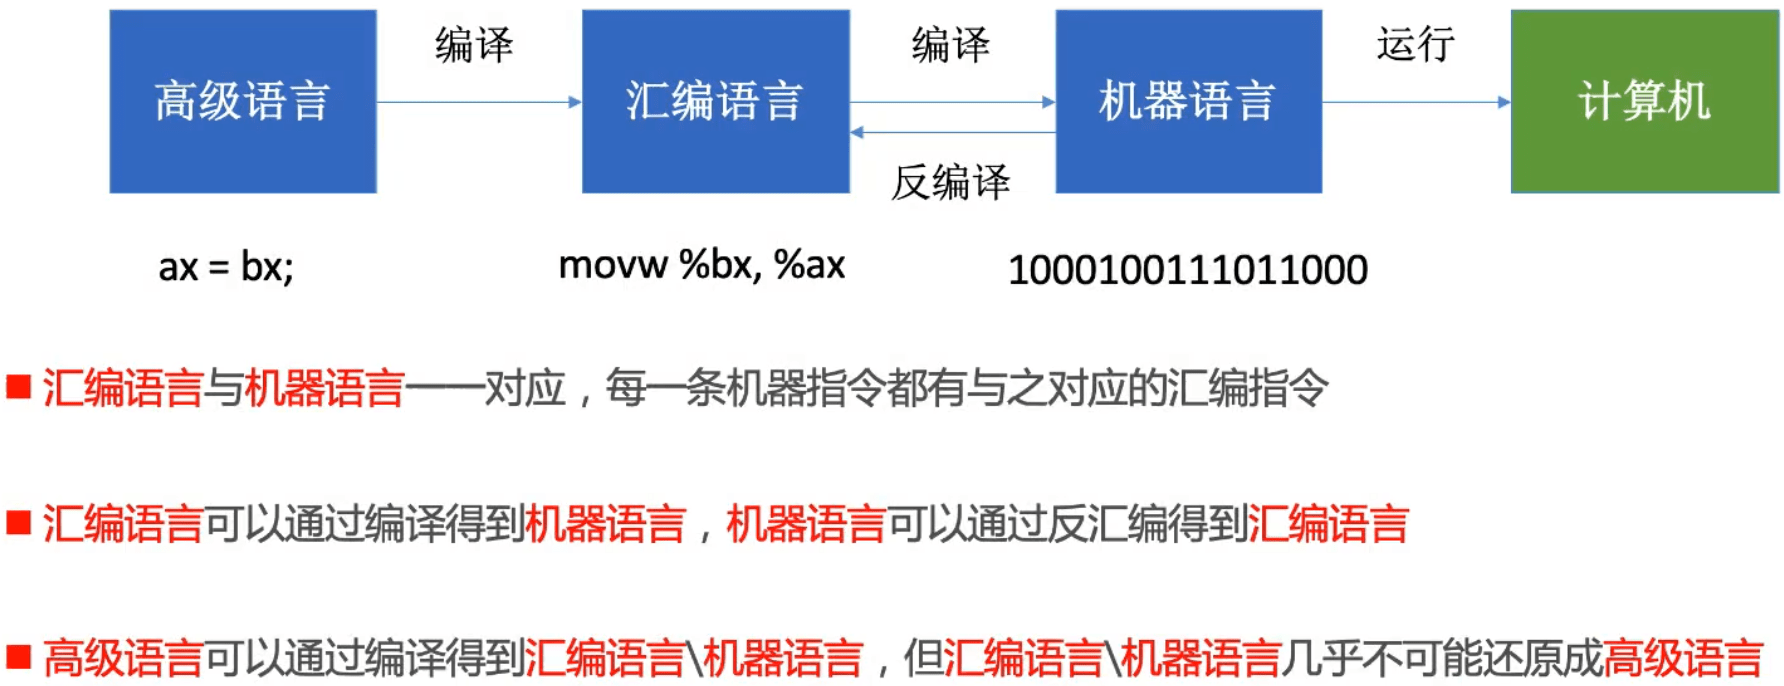 编译 编译 运行
高级语言 汇编语言 机器语言 计算机
反编译
ax = bx; movw %bx, %ax 1000100111011000
汇编语言与机器语言一一对应，每一条机器指令都有与之对应的汇编指令
汇编语言可以通过编译得到机器语言，机器语言可以通过反汇编得到汇编语言
高级语言可以通过编译得到汇编语言\机器语言，但汇编语言\机器语言几乎不可能还原成高级语言